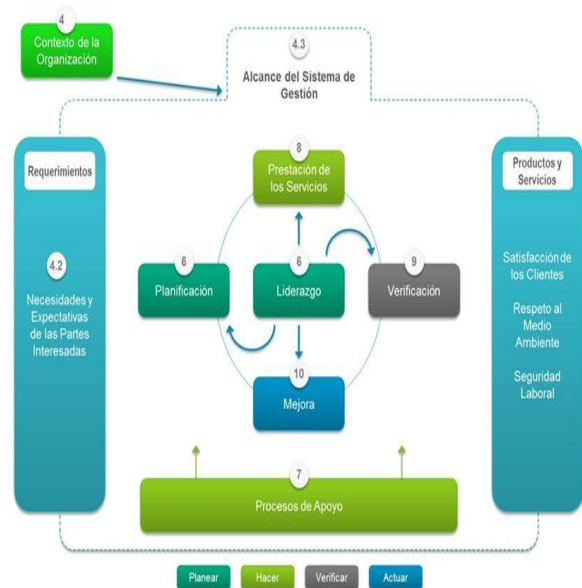 4
Contexto de la
Organización
4.3
Alcance del Sistema de
Gestión
Requerimientos
4.2
Necesidades y
Expectativas
de las Partes
Interesadas
8
Prestación de
los Servicios
6
Planificación
6
Liderazgo
9
Verificación
10
Mejora
7
Procesos de Apoyo
Productos y
Servicios
Satisfacción de
los Clientes
Respeto al
Medio
Ambiente
Seguridad
Laboral
Planear
Hacer
Verificar
Actuar